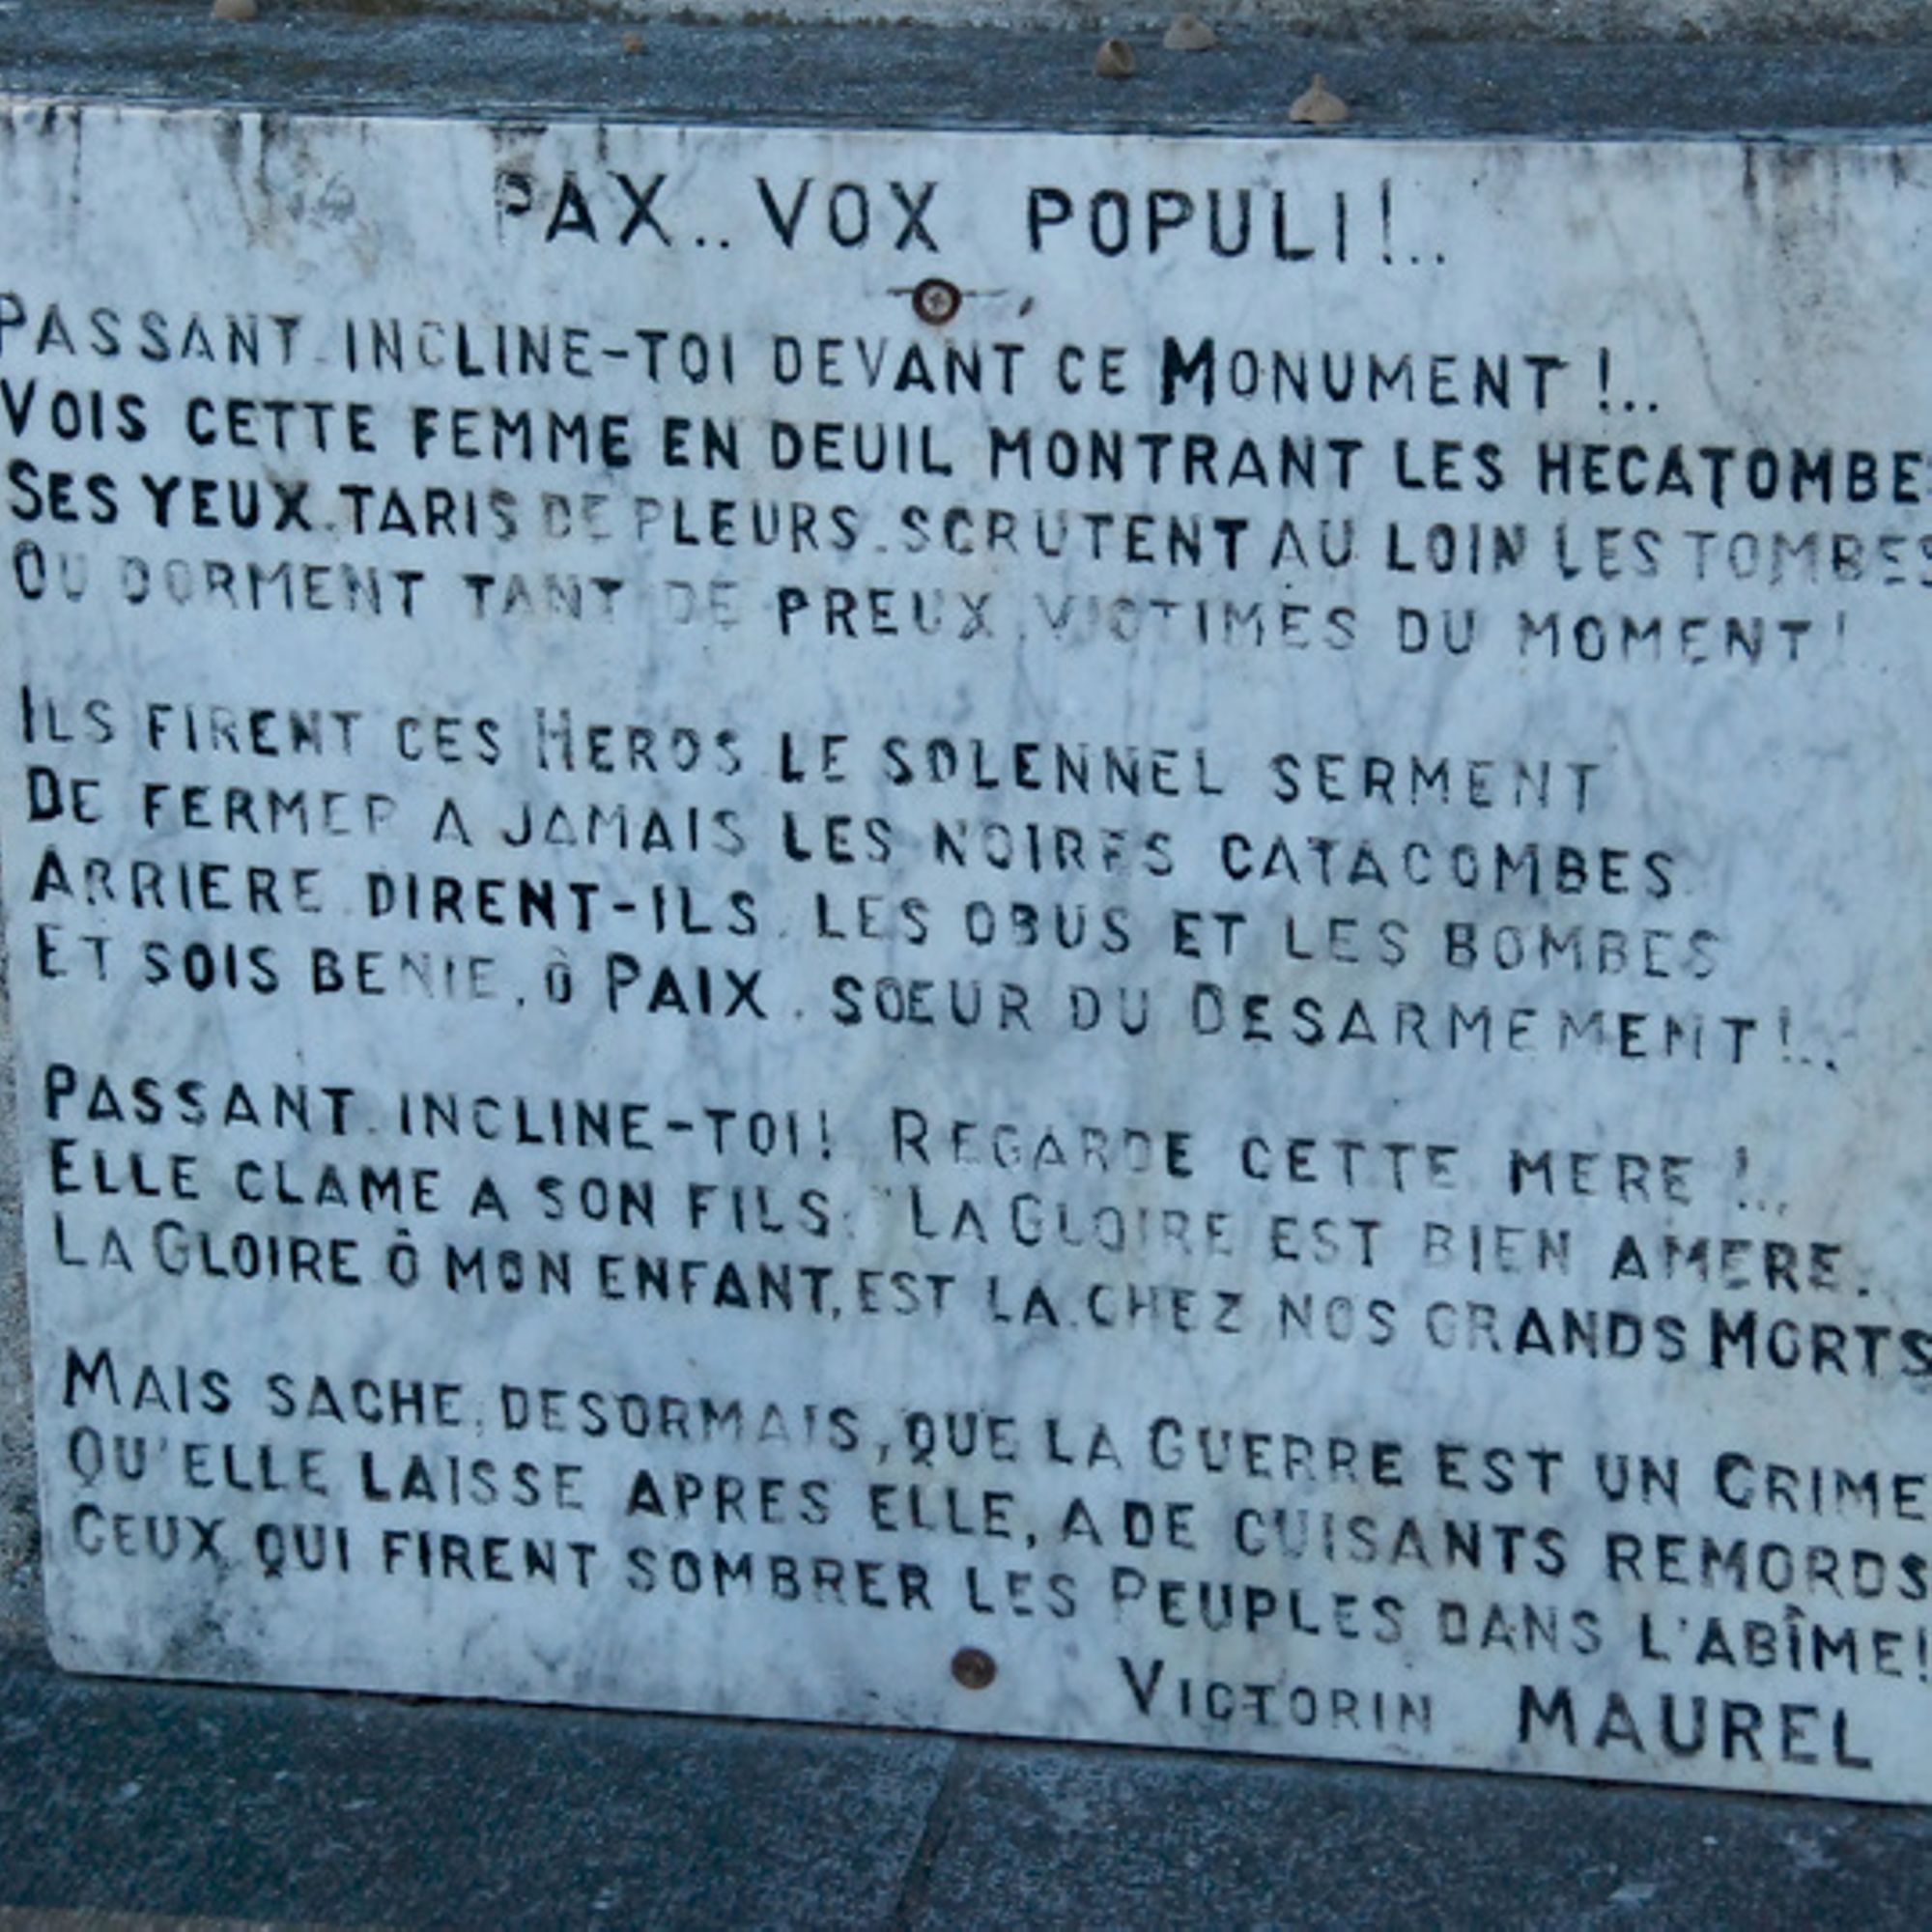 PAX.. VOX POPULI!..
PASSANT INCLINE-TOI DEVANT CE MONUMENT !..
VOIS CETTE FEMME EN DEUIL MONTRANT LES HECATOMBES
SES YEUX. TARIS DE PLEURS. SCRUTENT AU LOIN LES TOMBES
OU DORMENT TANT DE PREUX, VICTIMES DU MOMENT!
ILS FIRENT CES HEROS LE SOLENNEL SERMENT
DE FERMER A JAMAIS LES NOIRES CATACOMBES
ARRIERE DIRENT-ILS, LES OBUS ET LES BOMBES
ET SOIS BENIE, Ô PAIX. SOEUR DU DESARMEMENT!..
PASSANT. INCLINE-TOI! REGARDE CETTE MERE !..
ELLE CLAME A SON FILS: "LA GLOIRE EST BIEN AMERE.
LA GLOIRE Ô MON ENFANT, EST LA. CHEZ NOS GRANDS MORTS
MAIS SACHE, DESORMAIS, QUE LA GUERRE EST UN CRIME
QU'ELLE LAISSE APRES ELLE, A DE CUISANTS REMORDS
CEUX QUI FIRENT SOMBRER LES PEUPLES DANS L'ABÎME!
VICTORIN MAUREL